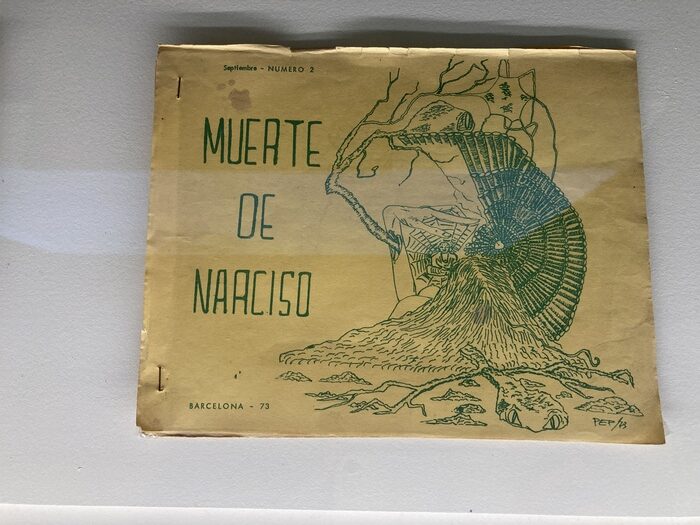 Septiembre - NUMERO 2
MUERTE
DE
NARCISO
BARCELONA - 73
PEP/73